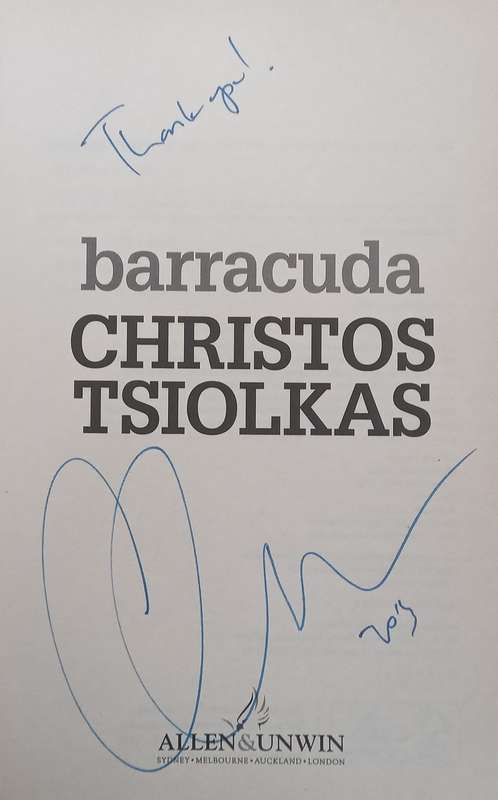 Thank you!
barracuda
CHRISTOS
TSIOLKAS
2013
ALLEN&UNWIN
SYDNEY • MELBOURNE • AUCKLAND • LONDON